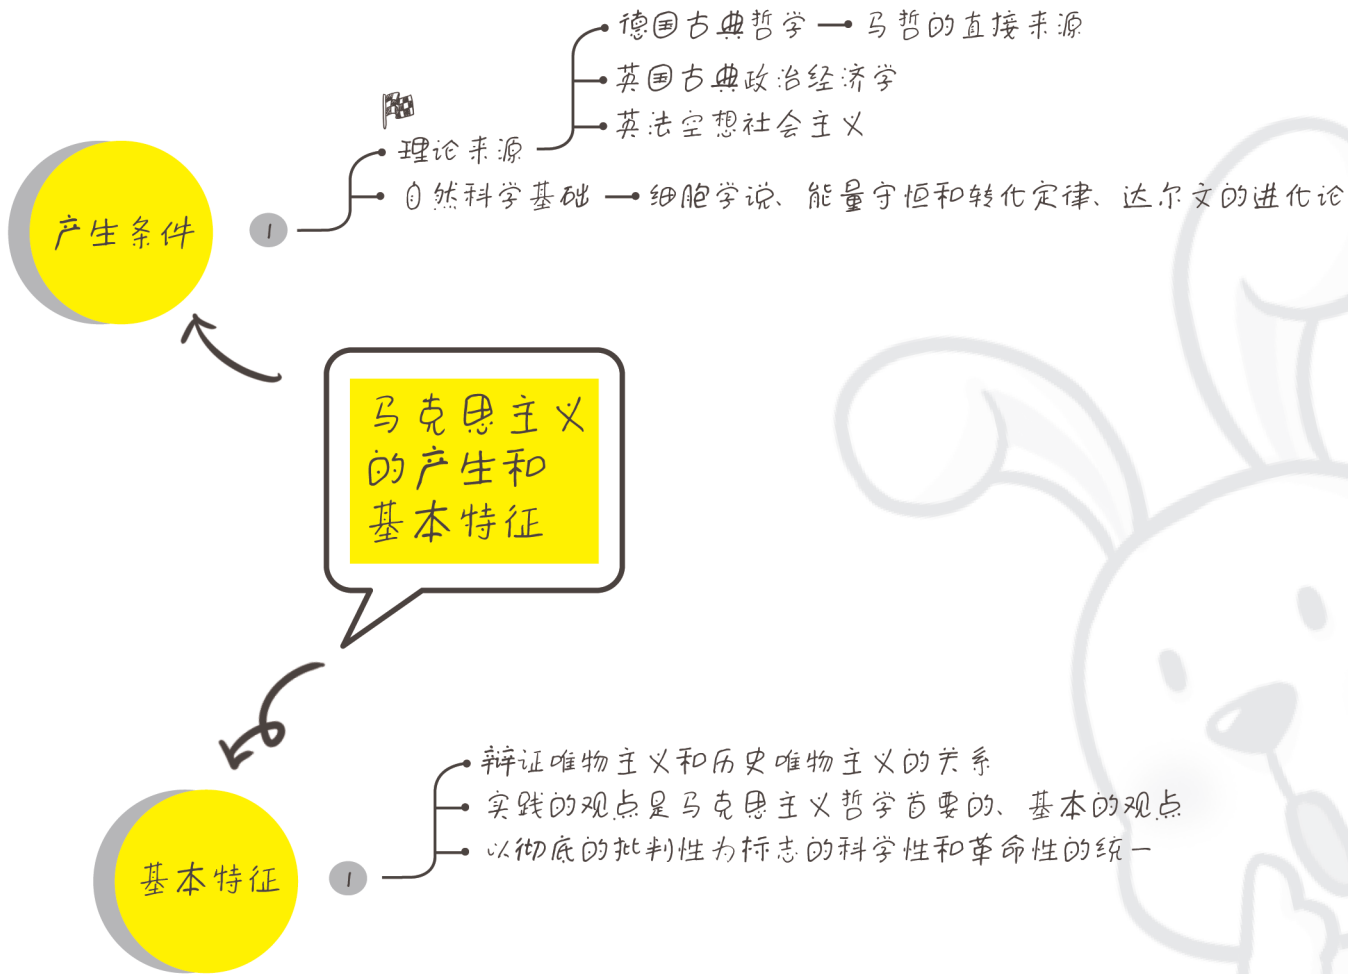 德国古典哲学
马哲的直接来源
英国古典政治经济学
英法空想社会主义
理论来源
自然科学基础
细胞学说、能量守恒和转化定律、达尔文的进化论
产生条件
1
马克思主义
的产生和
基本特征
辩证唯物主义和历史唯物主义的关系
实践的观点是马克思主义哲学首要的、基本的观点
以彻底的批判性为标志的科学性和革命性的统一
基本特征
1